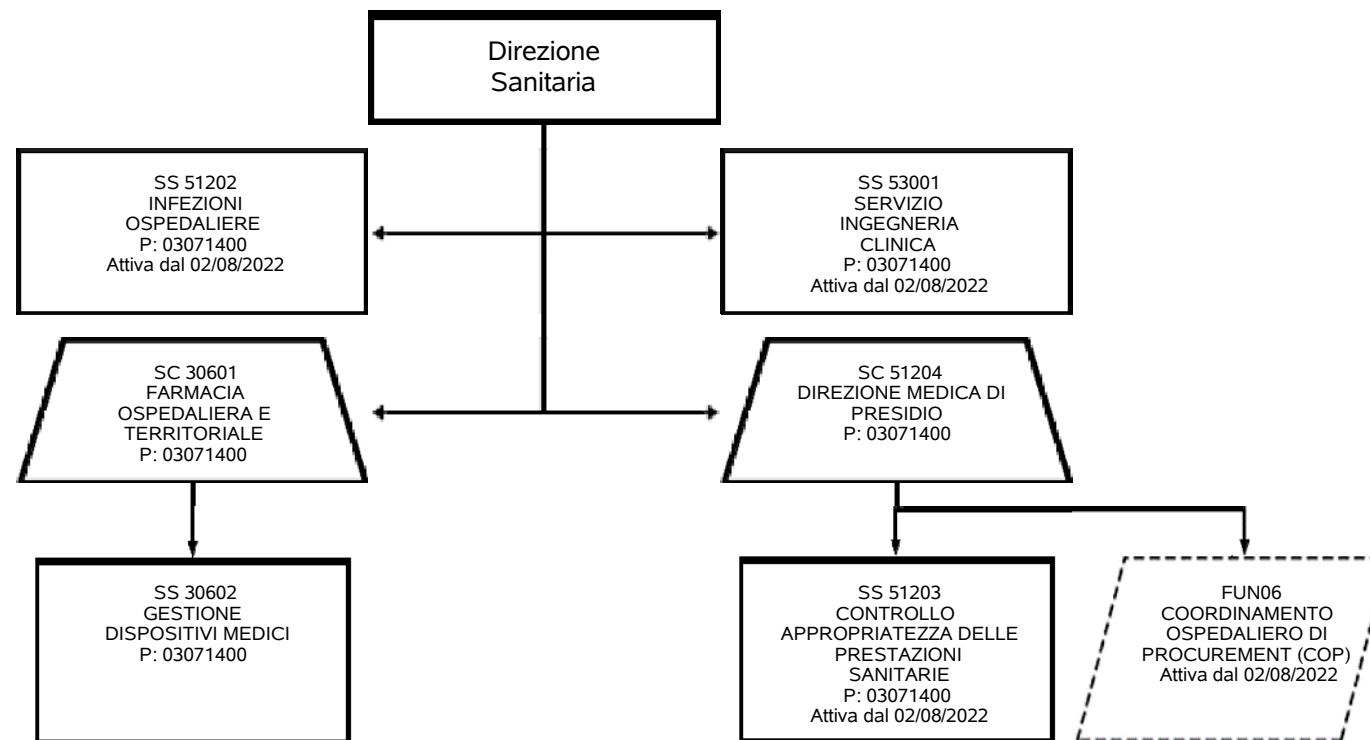 Direzione
Sanitaria
SS 51202
INFEZIONI
OSPEDALIERE
P: 03071400
Attiva dal 02/08/2022
SS 53001
SERVIZIO
INGEGNERIA
CLINICA
P: 03071400
Attiva dal 02/08/2022
SC 30601
FARMACIA
OSPEDALIERA E
TERRITORIALE
P: 03071400
SC 51204
DIREZIONE MEDICA DI
PRESIDIO
P: 03071400
SS 30602
GESTIONE
DISPOSITIVI MEDICI
P: 03071400
SS 51203
CONTROLLO
APPROPRIATEZZA DELLE
PRESTAZIONI
SANITARIE
P: 03071400
Attiva dal 02/08/2022
FUN06
COORDINAMENTO
OSPEDALIERO DI
PROCUREMENT (COP)
Attiva dal 02/08/2022